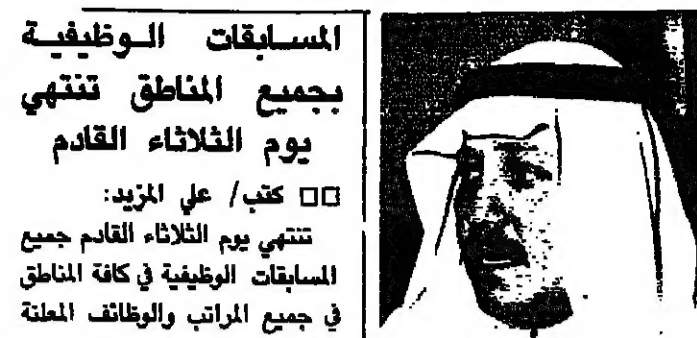 المسابقات الوظيفية
بجميع المناطق تنتهي
يوم الثلاثاء القادم
□□ كتب/ علي المزيد:
تنتهي يوم الثلاثاء القادم جميع
المسابقات الوظيفية في كافة المناطق
في جميع المراتب والوظائف المعلنة